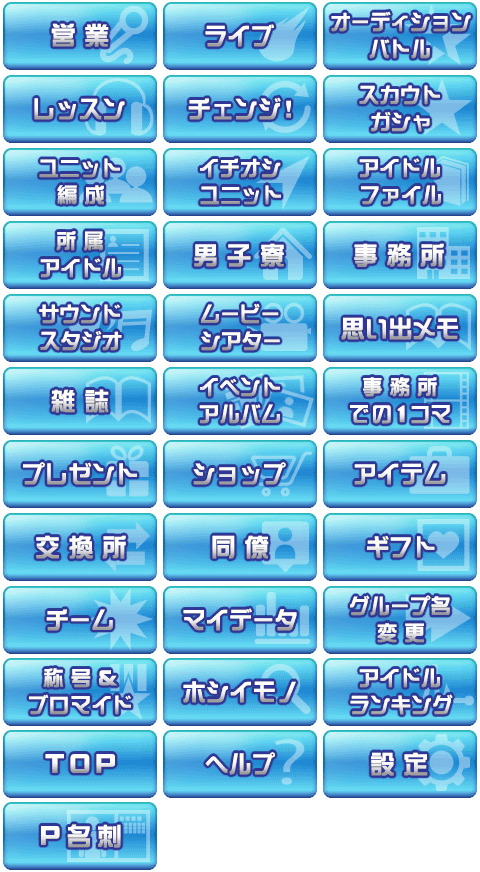 営業
ライブ
オーディション
バトル
レッスン
チェンジ!
スカウト
ガシャ
ユニット
編成
イチオシ
ユニット
アイドル
ファイル
所属
アイドル
男子寮
事務所
サウンド
スタジオ
ムービー
シアター
思い出メモ
雑誌
イベント
アルバム
事務所
での1コマ
プレゼント
ショップ
アイテム
交換所
同僚
ギフト
チーム
マイデータ
グループ名
変更
称号&
ブロマイド
ホシイモノ
アイドル
ランキング
TOP
ヘルプ
設定
P名刺